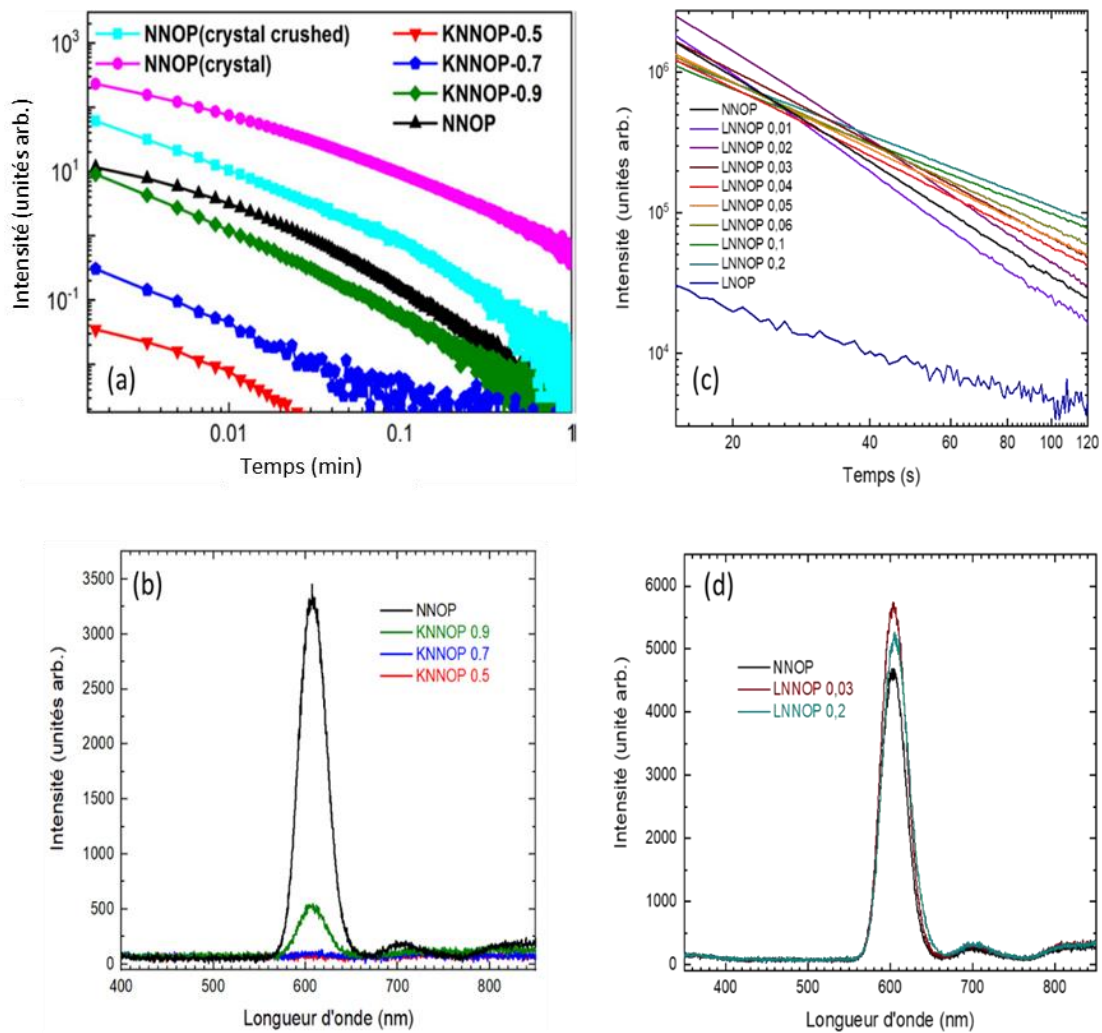 10³
10¹
10⁻¹
Intensité (unités arb.)
NNOP(crystal crushed)
NNOP(crystal)
KNNOP-0.5
KNNOP-0.7
KNNOP-0.9
NNOP
(a)
0.01
0.1
1
Temps (min)
10⁶
10⁵
10⁴
Intensité (unités arb.)
NNOP
LNNOP 0,01
LNNOP 0,02
LNNOP 0,03
LNNOP 0,04
LNNOP 0,05
LNNOP 0,06
LNNOP 0,1
LNNOP 0,2
LNOP
(c)
20 40 60 80 100 120
Temps (s)
(b)
3500
3000
2500
2000
1500
1000
500
0
Intensité (unités arb.)
NNOP
KNNOP 0.9
KNNOP 0.7
KNNOP 0.5
400 500 600 700 800
Longueur d'onde (nm)
(d)
6000
5000
4000
3000
2000
1000
0
Intensité (unité arb.)
NNOP
LNNOP 0,03
LNNOP 0,2
400 500 600 700 800
Longueur d'onde (nm)